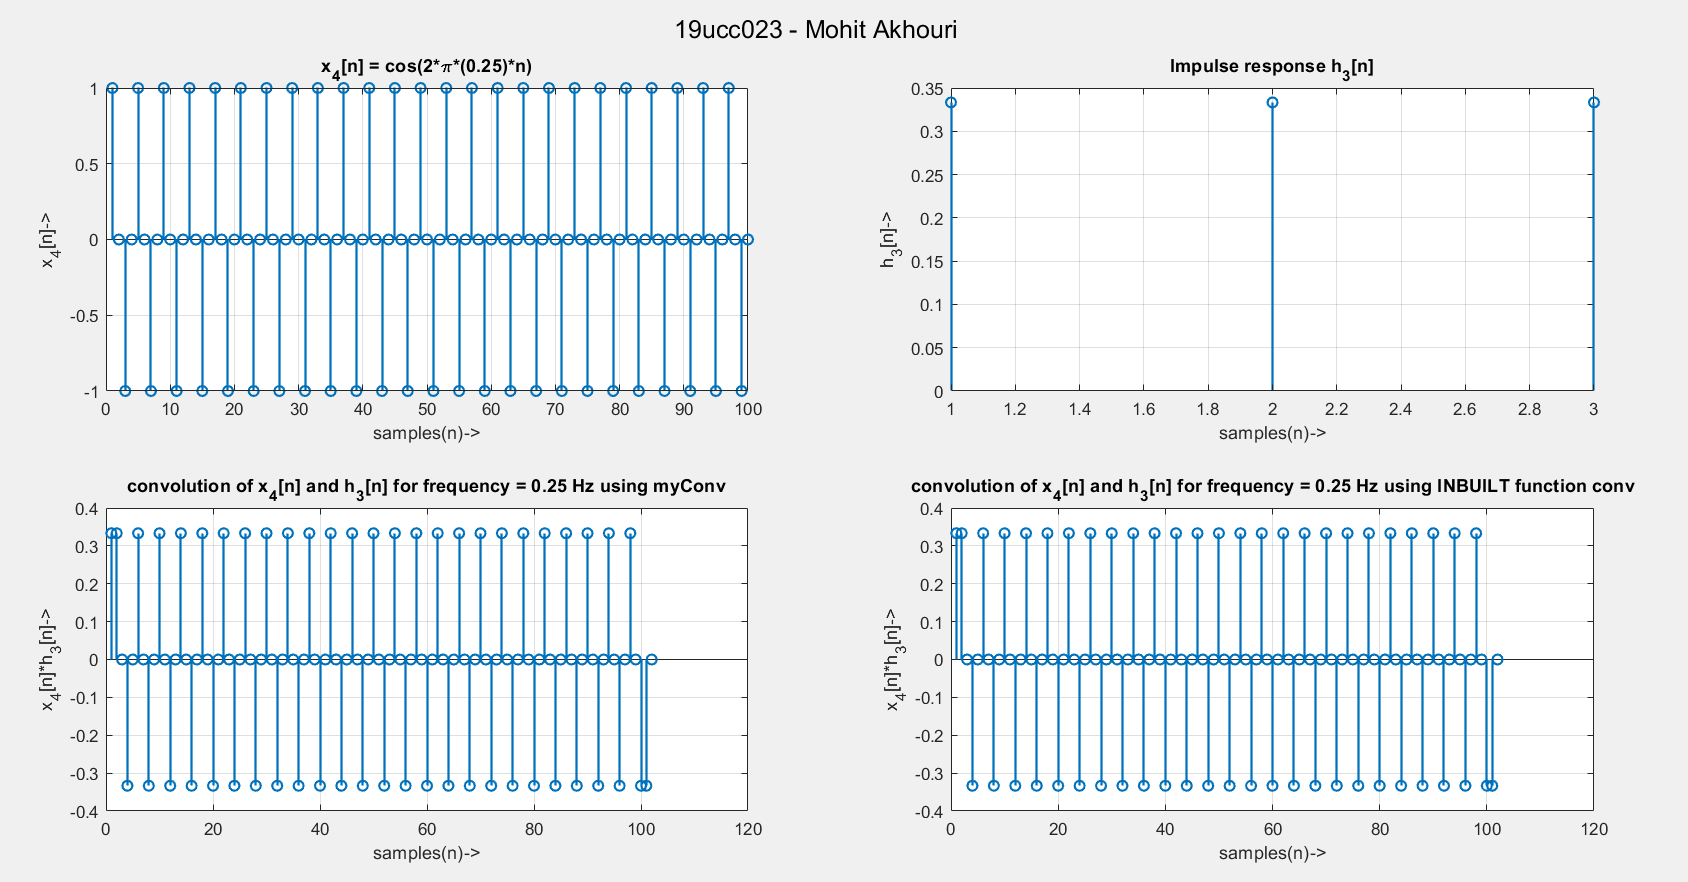 19ucc023 - Mohit Akhouri
x4[n] = cos(2*π*(0.25)*n)
1
0.5
0
-0.5
-1
x4[n]->
0 10 20 30 40 50 60 70 80 90 100
samples(n)->
Impulse response h3[n]
0.35
0.3
0.25
0.2
0.15
0.1
0.05
0
h3[n]->
1 1.2 1.4 1.6 1.8 2 2.2 2.4 2.6 2.8 3
samples(n)->
convolution of x4[n] and h3[n] for frequency = 0.25 Hz using myConv
0.4
0.3
0.2
0.1
0
-0.1
-0.2
-0.3
-0.4
x4[n]*h3[n]->
0 20 40 60 80 100 120
samples(n)->
convolution of x4[n] and h3[n] for frequency = 0.25 Hz using INBUILT function conv
0.4
0.3
0.2
0.1
0
-0.1
-0.2
-0.3
-0.4
x4[n]*h3[n]->
0 20 40 60 80 100 120
samples(n)->